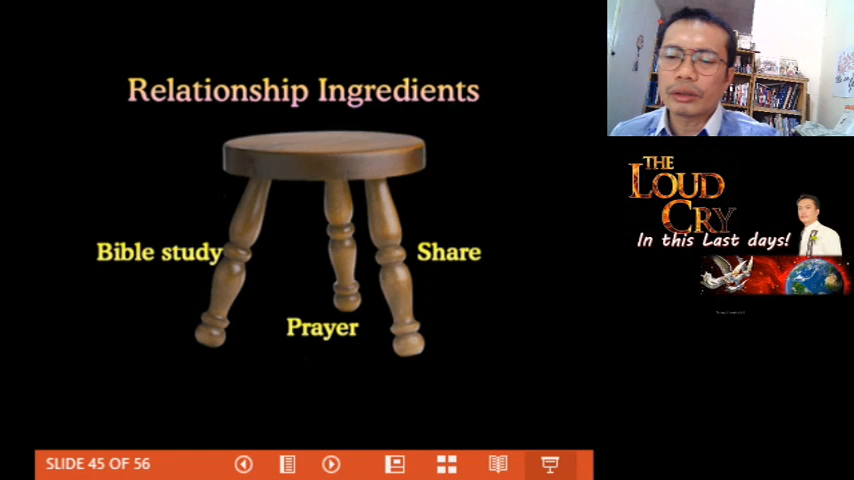 Relationship Ingredients
Bible study
Share
Prayer
SLIDE 45 OF 56
THE
LOUD
CRY
In this Last days!